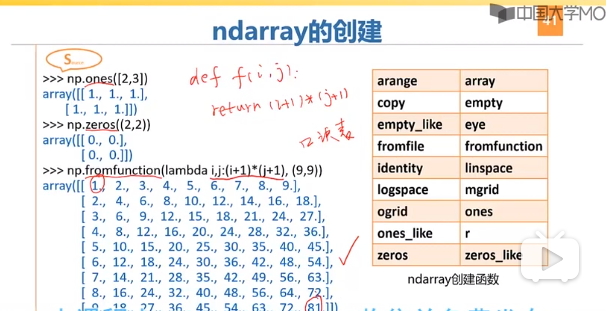 中国大学MO
41
ndarray的创建
Source
>>> np.ones([2,3])
array([[ 1., 1., 1.],
[ 1., 1., 1.]])
>>> np.zeros((2,2))
array([[ 0., 0.],
[ 0., 0.]])
>>> np.fromfunction(lambda i,j:(i+1)*(j+1), (9,9))
array([[ 1., 2., 3., 4., 5., 6., 7., 8., 9.],
[ 2., 4., 6., 8., 10., 12., 14., 16., 18.],
[ 3., 6., 9., 12., 15., 18., 21., 24., 27.],
[ 4., 8., 12., 16., 20., 24., 28., 32., 36.],
[ 5., 10., 15., 20., 25., 30., 35., 40., 45.],
[ 6., 12., 18., 24., 30., 36., 42., 48., 54.],
[ 7., 14., 21., 28., 35., 42., 49., 56., 63.],
[ 8., 16., 24., 32., 40., 48., 56., 64., 72.],
9., 18., 27., 36., 45., 54., 63., 72., 81.]])
def f(i,j):
return (i+1)*(j+1)
口诀表
arange array
copy empty
empty_like eye
fromfile fromfunction
identity linspace
logspace mgrid
ogrid ones
ones_like r
zeros zeros_like
ndarray创建函数